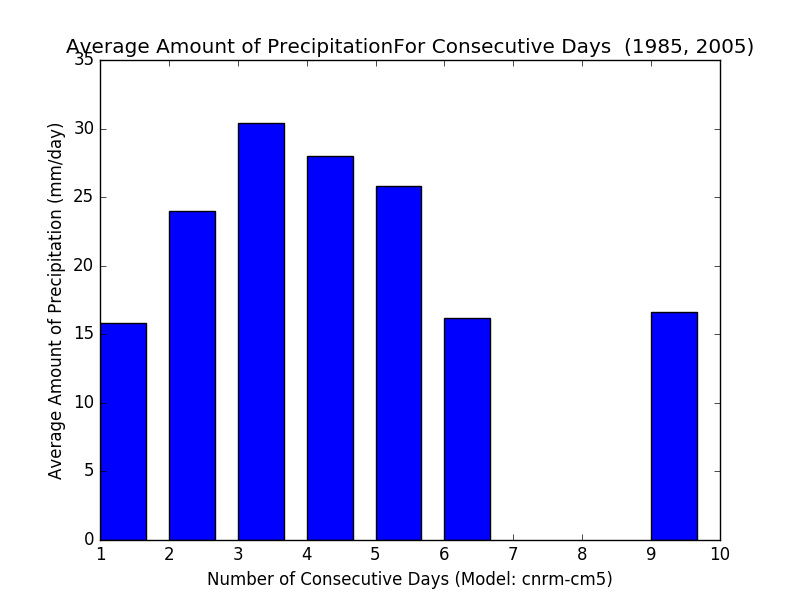 Average Amount of PrecipitationFor Consecutive Days  (1985, 2005)
Average Amount of Precipitation (mm/day)
35
30
25
20
15
10
5
0
1 2 3 4 5 6 7 8 9 10
Number of Consecutive Days (Model: cnrm-cm5)